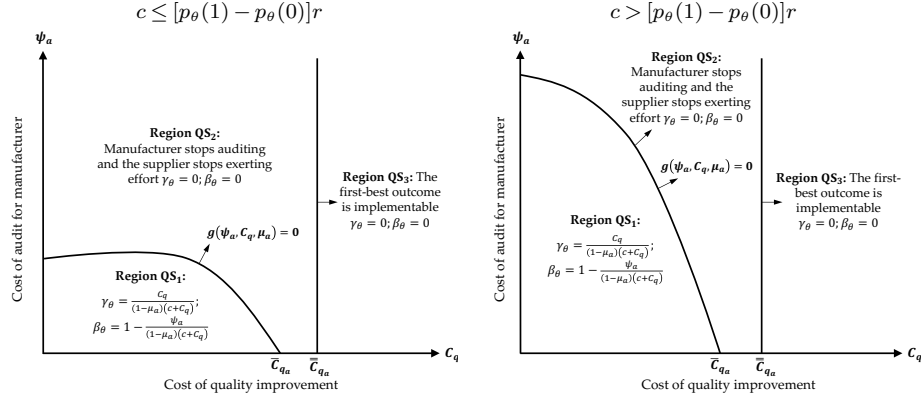 c ≤ [p_θ(1) − p_θ(0)]r
ψ_a
Cost of audit for manufacturer
Region QS₂:
Manufacturer stops auditing
and the supplier stops exerting
effort γ_θ = 0; β_θ = 0
Region QS₃: The
first-best outcome
is implementable
γ_θ = 0; β_θ = 0
g(ψ_a, C_q, μ_a) = 0
Region QS₁:
γ_θ = C_q / (1−μ_a)(c+C_q);
β_θ = 1 − ψ_a / (1−μ_a)(c+C_q)
C̅_{q_a}
C̿_{q_a}
C_q
Cost of quality improvement
c > [p_θ(1) − p_θ(0)]r
ψ_a
Cost of audit for manufacturer
Region QS₂:
Manufacturer stops
auditing and the
supplier stops exerting
effort γ_θ = 0; β_θ = 0
g(ψ_a, C_q, μ_a) = 0
Region QS₃: The first-
best outcome is
implementable
γ_θ = 0; β_θ = 0
Region QS₁:
γ_θ = C_q / (1−μ_a)(c+C_q);
β_θ = 1 − ψ_a / (1−μ_a)(c+C_q)
C̅_{q_a}
C̿_{q_a}
C_q
Cost of quality improvement